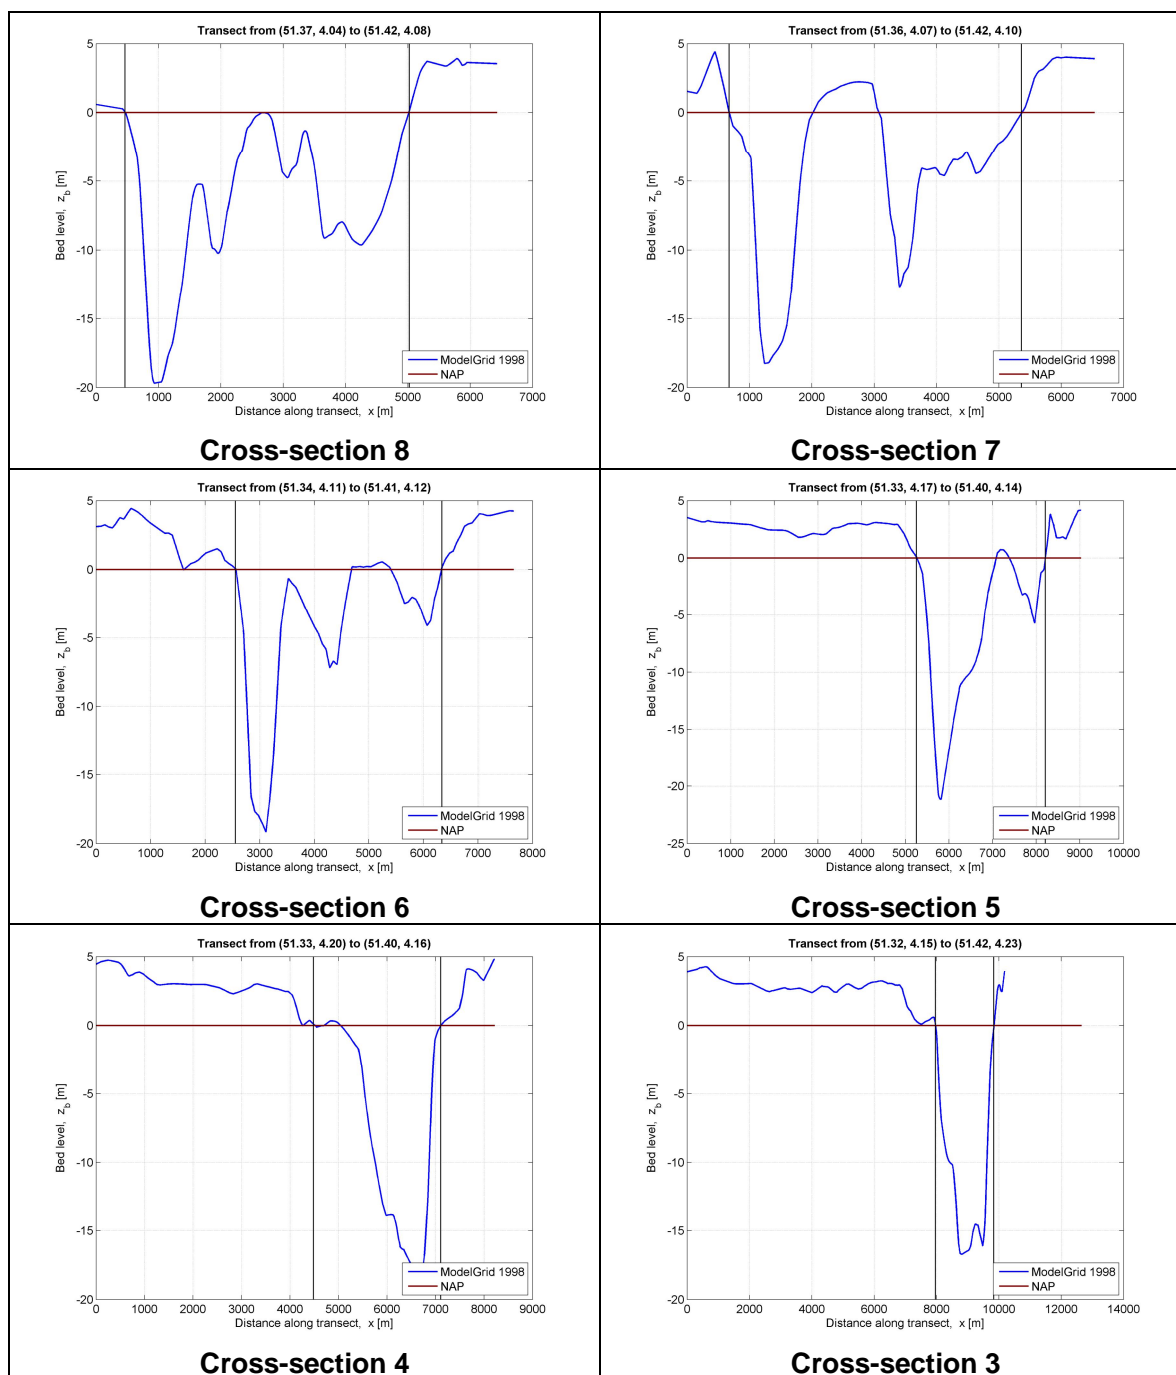 Transect from (51.37, 4.04) to (51.42, 4.08)
5
0
-5
-10
-15
-20
Bed level, z_b [m]
0 1000 2000 3000 4000 5000 6000 7000
Distance along transect, x [m]
ModelGrid 1998
NAP
Cross-section 8
Transect from (51.36, 4.07) to (51.42, 4.10)
5
0
-5
-10
-15
-20
Bed level, z_b [m]
0 1000 2000 3000 4000 5000 6000 7000
Distance along transect, x [m]
ModelGrid 1998
NAP
Cross-section 7
Transect from (51.34, 4.11) to (51.41, 4.12)
5
0
-5
-10
-15
-20
Bed level, z_b [m]
0 1000 2000 3000 4000 5000 6000 7000 8000
Distance along transect, x [m]
ModelGrid 1998
NAP
Cross-section 6
Transect from (51.33, 4.17) to (51.40, 4.14)
5
0
-5
-10
-15
-20
-25
Bed level, z_b [m]
0 1000 2000 3000 4000 5000 6000 7000 8000 9000 10000
Distance along transect, x [m]
ModelGrid 1998
NAP
Cross-section 5
Transect from (51.33, 4.20) to (51.40, 4.16)
5
0
-5
-10
-15
-20
Bed level, z_b [m]
0 1000 2000 3000 4000 5000 6000 7000 8000 9000
Distance along transect, x [m]
ModelGrid 1998
NAP
Cross-section 4
Transect from (51.32, 4.15) to (51.42, 4.23)
5
0
-5
-10
-15
-20
Bed level, z_b [m]
0 2000 4000 6000 8000 10000 12000 14000
Distance along transect, x [m]
ModelGrid 1998
NAP
Cross-section 3